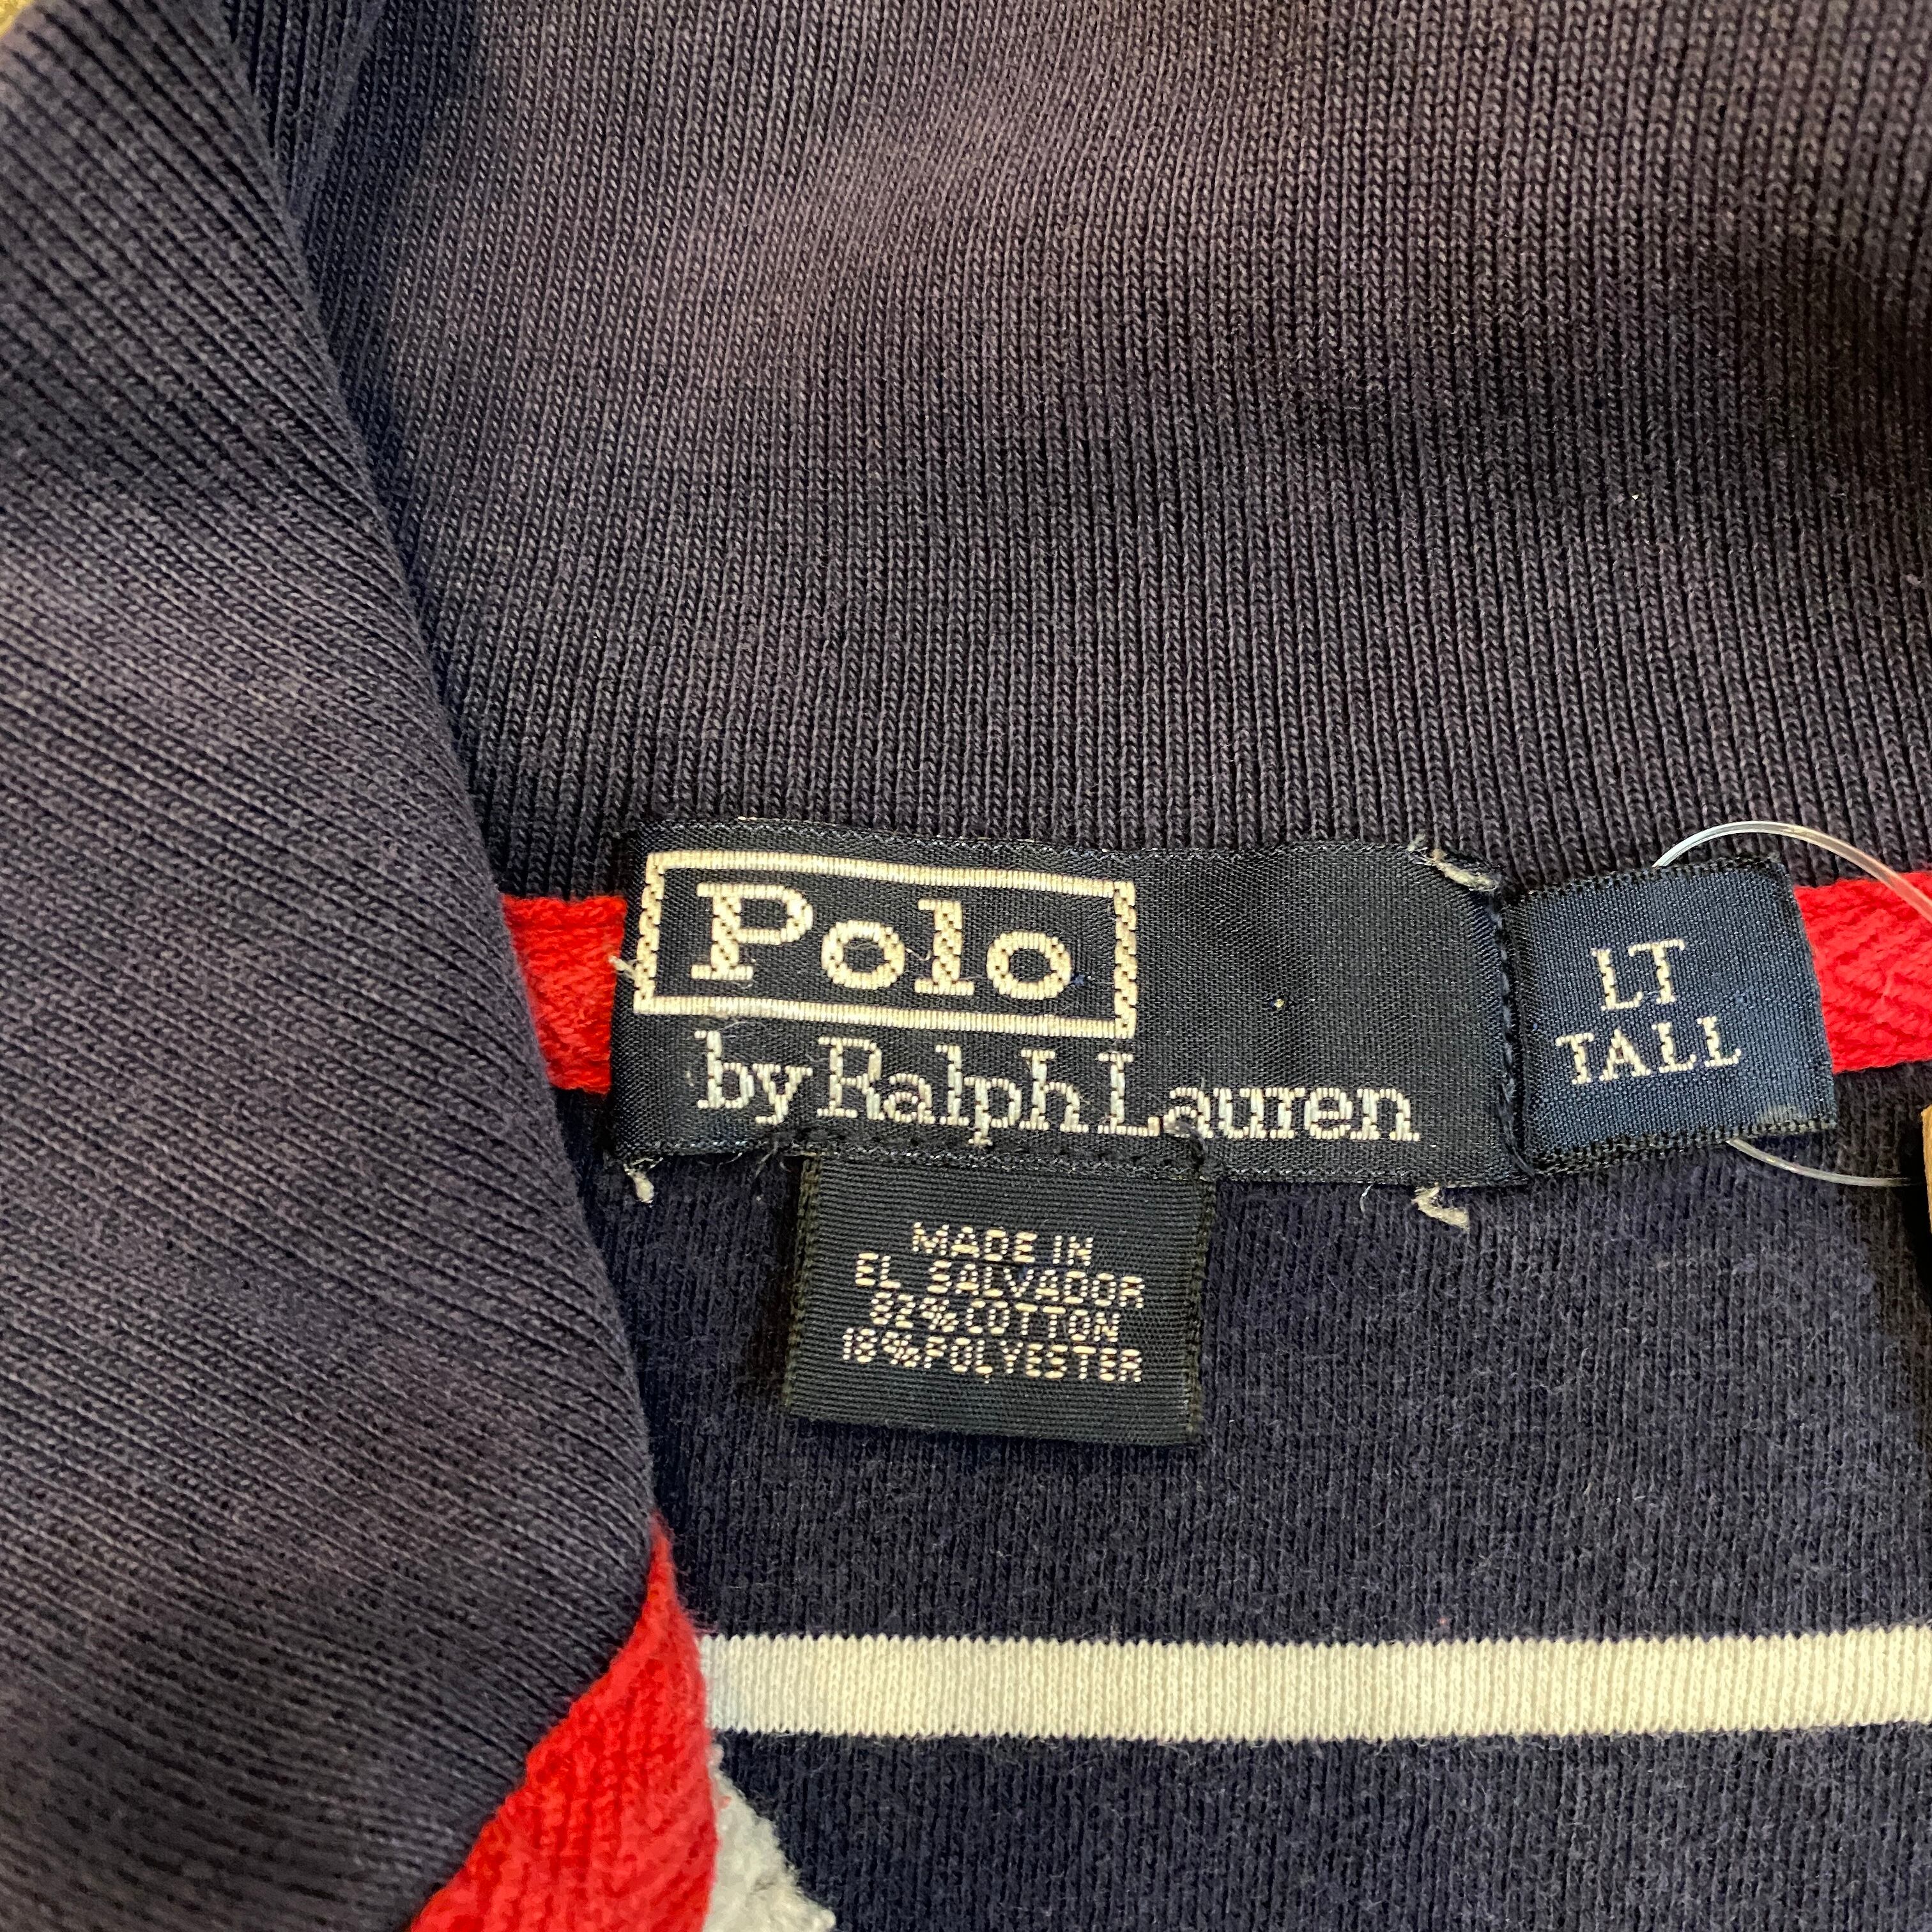 Polo
by Ralph Lauren
LT
TALL
MADE IN
EL SALVADOR
82% COTTON
18% POLYESTER